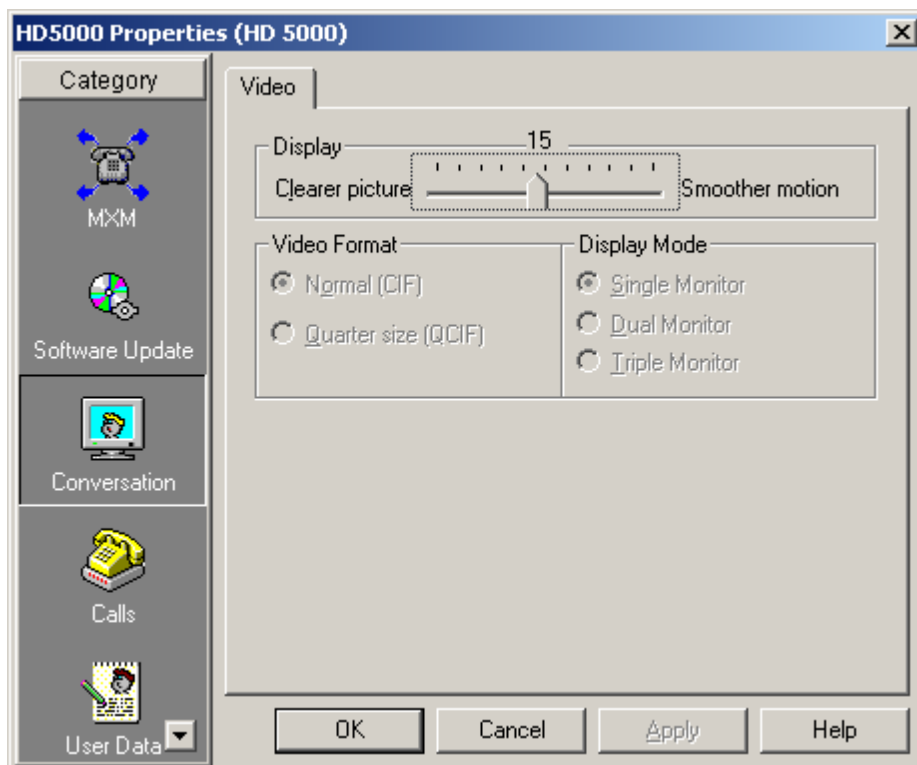 HD5000 Properties (HD 5000)
Category
MXM
Software Update
Conversation
Calls
User Data
Video
Display
15
Clearer picture
Smoother motion
Video Format
Normal (CIF)
Quarter size (QCIF)
Display Mode
Single Monitor
Dual Monitor
Triple Monitor
OK
Cancel
Apply
Help